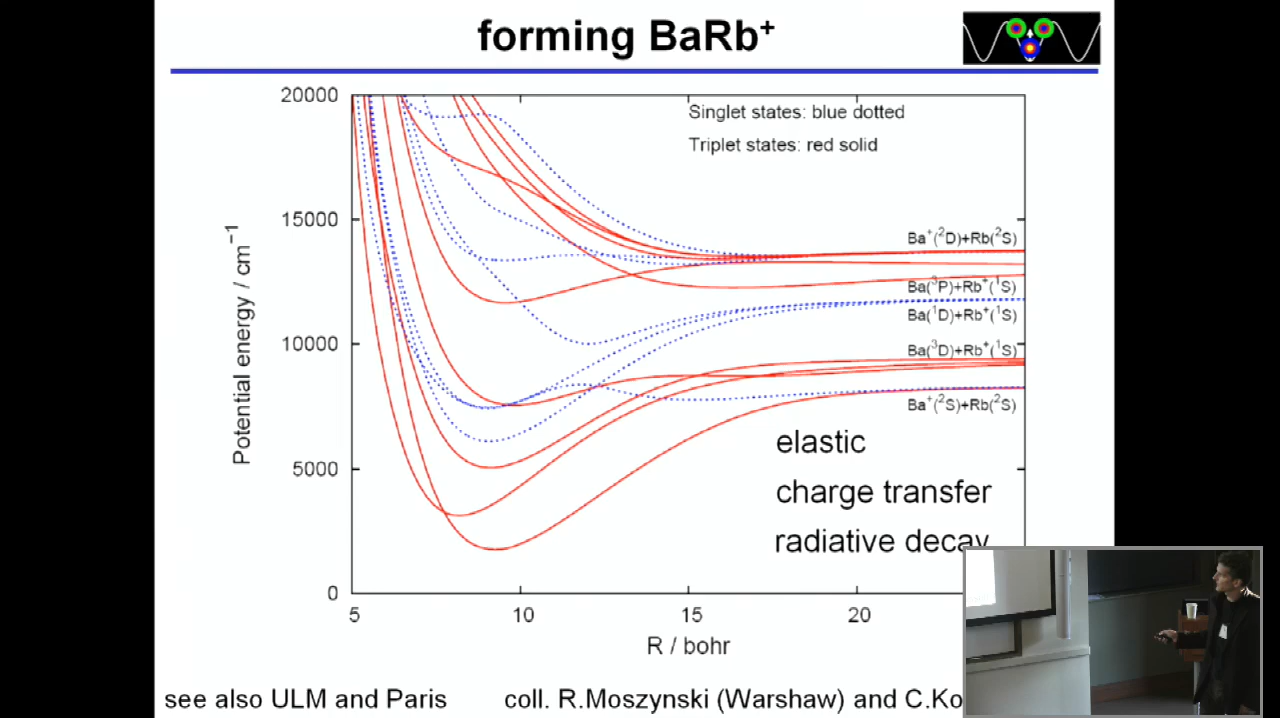 forming BaRb⁺
Singlet states: blue dotted
Triplet states: red solid
20000
15000
10000
5000
0
Potential energy / cm⁻¹
Ba⁺(²D)+Rb(²S)
Ba(³P)+Rb⁺(¹S)
Ba(¹D)+Rb⁺(¹S)
Ba(³D)+Rb⁺(¹S)
Ba⁺(²S)+Rb(²S)
elastic
charge transfer
radiative decay
5 10 15 20
R / bohr
see also ULM and Paris coll. R.Moszynski (Warshaw) and